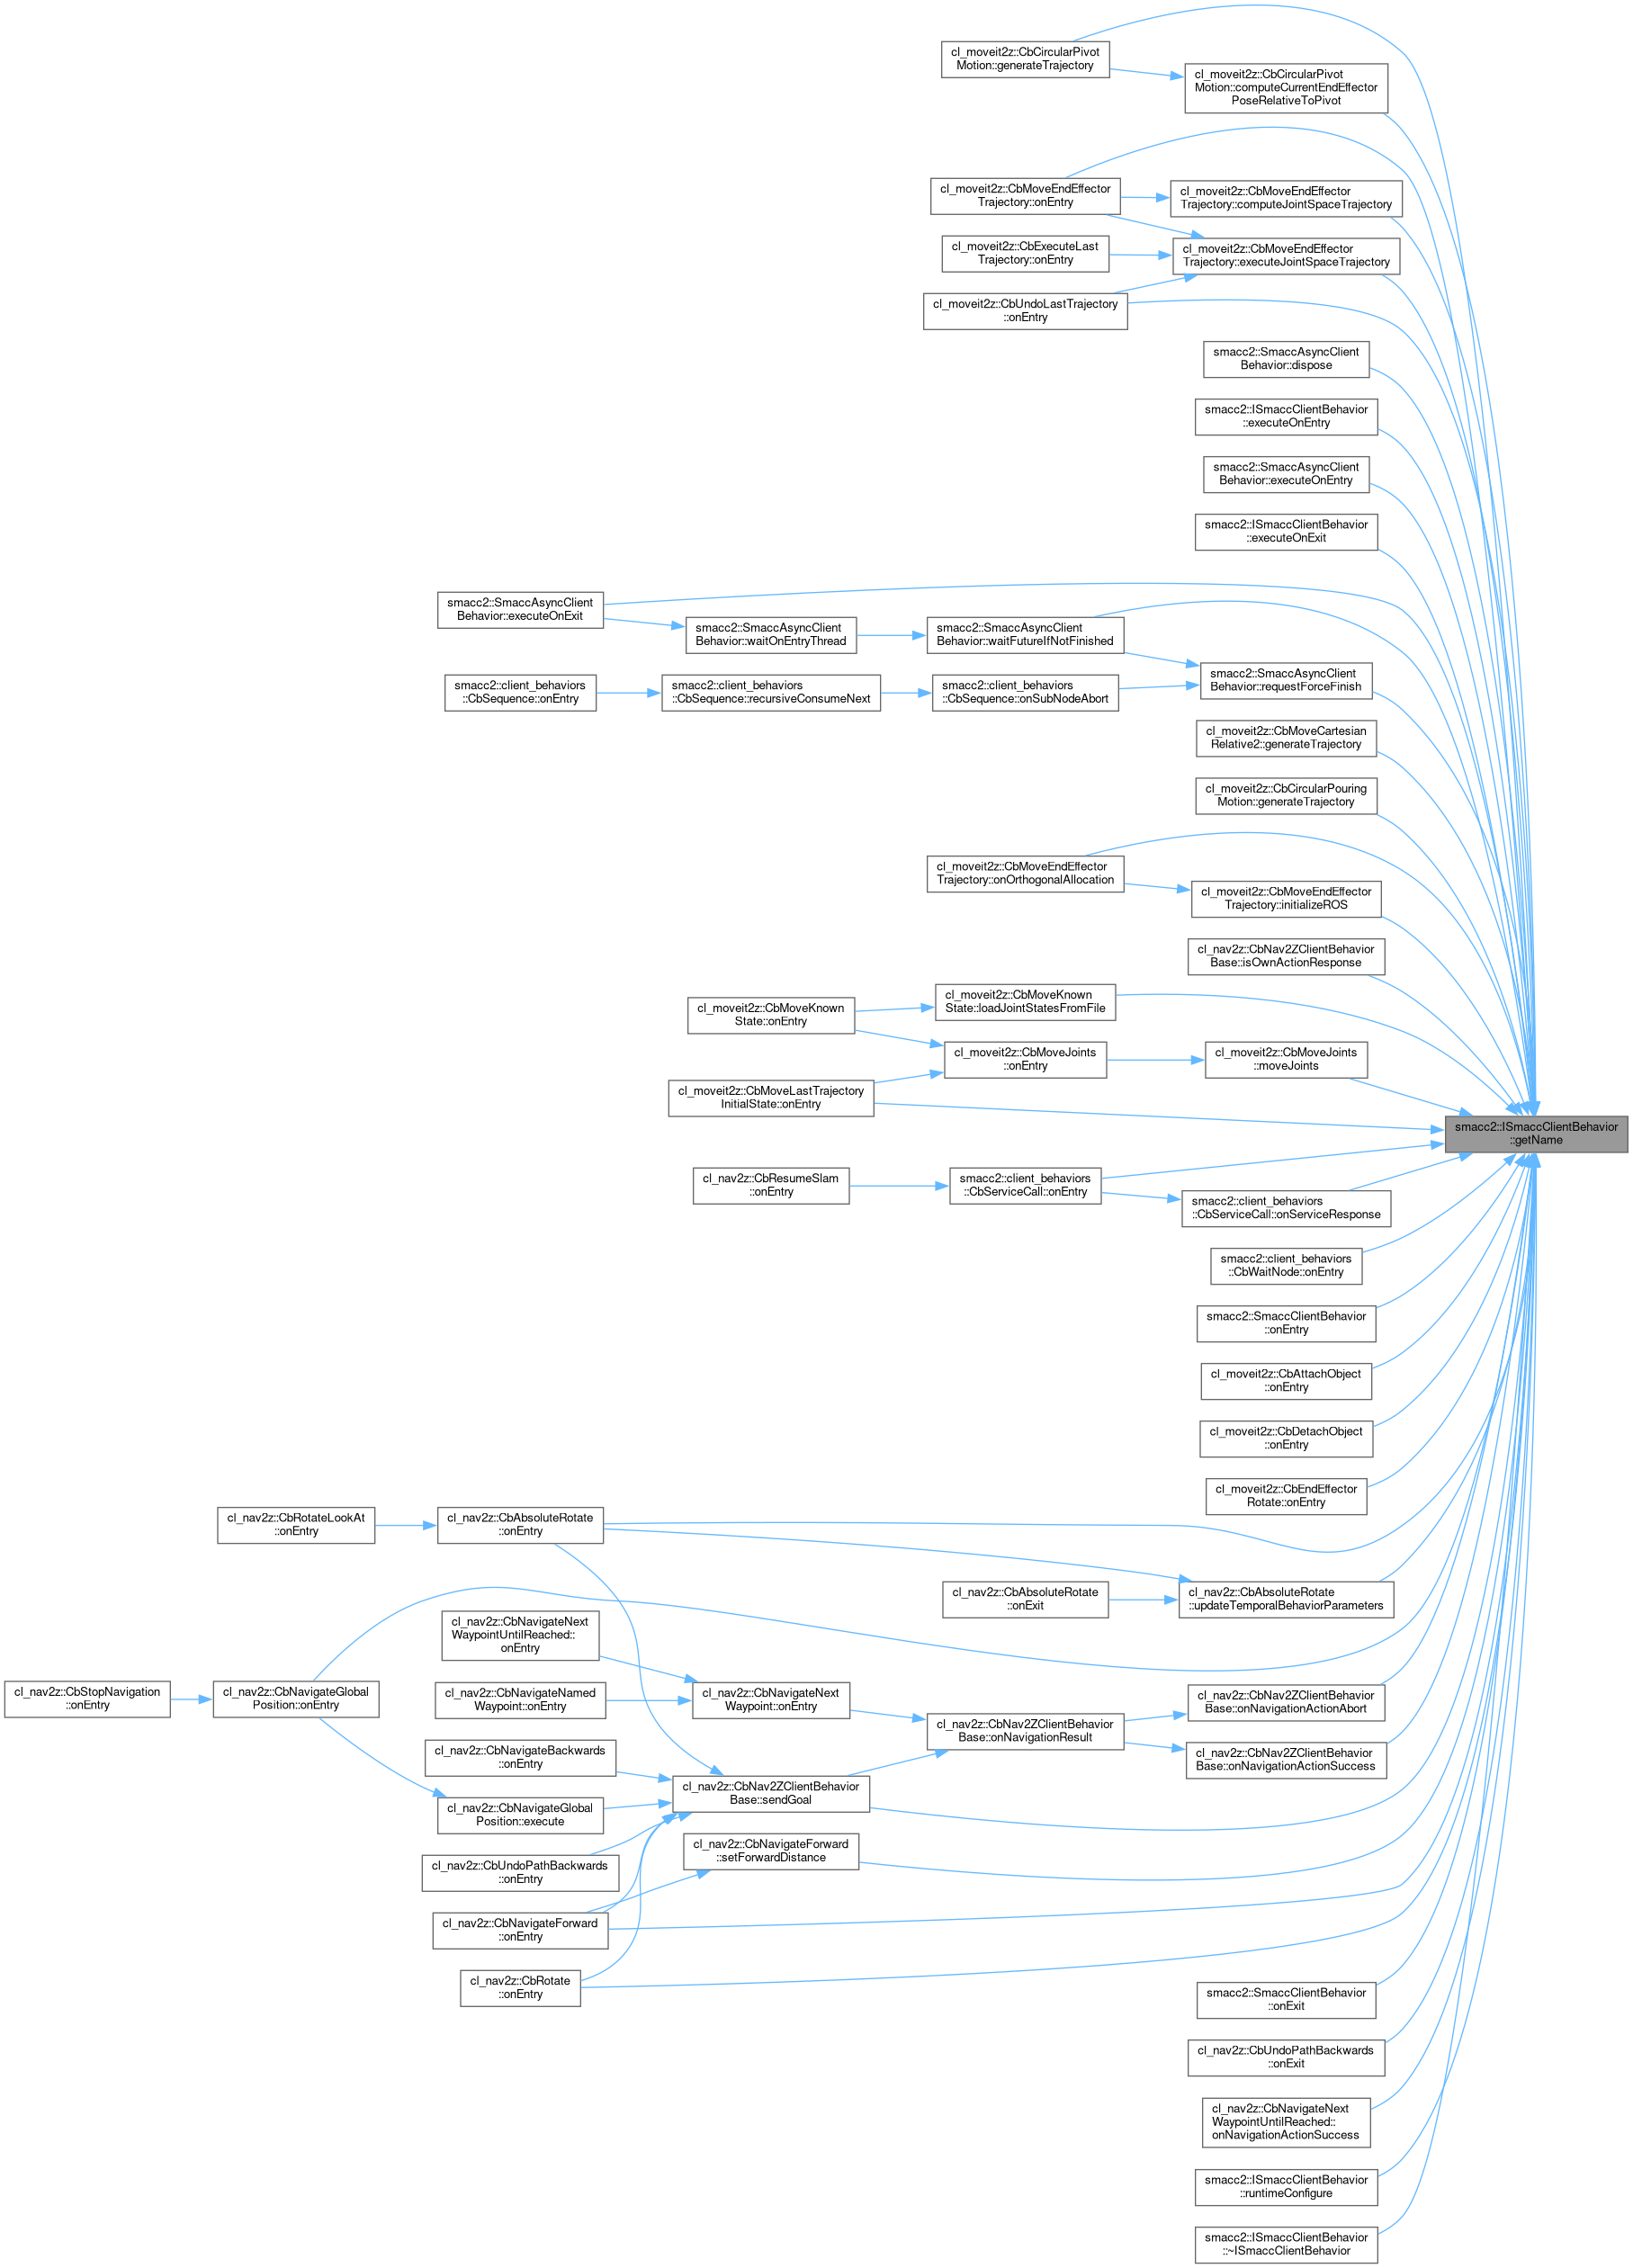 cl_moveit2z::CbCircularPivot
Motion::generateTrajectory
cl_moveit2z::CbCircularPivot
Motion::computeCurrentEndEffector
PoseRelativeToPivot
cl_moveit2z::CbMoveEndEffector
Trajectory::onEntry
cl_moveit2z::CbMoveEndEffector
Trajectory::computeJointSpaceTrajectory
cl_moveit2z::CbExecuteLast
Trajectory::onEntry
cl_moveit2z::CbMoveEndEffector
Trajectory::executeJointSpaceTrajectory
cl_moveit2z::CbUndoLastTrajectory
::onEntry
smacc2::SmaccAsyncClient
Behavior::dispose
smacc2::ISmaccClientBehavior
::executeOnEntry
smacc2::SmaccAsyncClient
Behavior::executeOnEntry
smacc2::ISmaccClientBehavior
::executeOnExit
smacc2::SmaccAsyncClient
Behavior::executeOnExit
smacc2::SmaccAsyncClient
Behavior::waitOnEntryThread
smacc2::SmaccAsyncClient
Behavior::waitFutureIfNotFinished
smacc2::client_behaviors
::CbSequence::onEntry
smacc2::client_behaviors
::CbSequence::recursiveConsumeNext
smacc2::client_behaviors
::CbSequence::onSubNodeAbort
smacc2::SmaccAsyncClient
Behavior::requestForceFinish
cl_moveit2z::CbMoveCartesian
Relative2::generateTrajectory
cl_moveit2z::CbCircularPouring
Motion::generateTrajectory
cl_moveit2z::CbMoveEndEffector
Trajectory::onOrthogonalAllocation
cl_moveit2z::CbMoveEndEffector
Trajectory::initializeROS
cl_nav2z::CbNav2ZClientBehavior
Base::isOwnActionResponse
cl_moveit2z::CbMoveKnown
State::onEntry
cl_moveit2z::CbMoveKnown
State::loadJointStatesFromFile
cl_moveit2z::CbMoveJoints
::onEntry
cl_moveit2z::CbMoveJoints
::moveJoints
cl_moveit2z::CbMoveLastTrajectory
InitialState::onEntry
smacc2::ISmaccClientBehavior
::getName
cl_nav2z::CbResumeSlam
::onEntry
smacc2::client_behaviors
::CbServiceCall::onEntry
smacc2::client_behaviors
::CbServiceCall::onServiceResponse
smacc2::client_behaviors
::CbWaitNode::onEntry
smacc2::SmaccClientBehavior
::onEntry
cl_moveit2z::CbAttachObject
::onEntry
cl_moveit2z::CbDetachObject
::onEntry
cl_moveit2z::CbEndEffector
Rotate::onEntry
cl_nav2z::CbRotateLookAt
::onEntry
cl_nav2z::CbAbsoluteRotate
::onEntry
cl_nav2z::CbAbsoluteRotate
::onExit
cl_nav2z::CbAbsoluteRotate
::updateTemporalBehaviorParameters
cl_nav2z::CbNavigateNext
WaypointUntilReached::
onEntry
cl_nav2z::CbStopNavigation
::onEntry
cl_nav2z::CbNavigateGlobal
Position::onEntry
cl_nav2z::CbNavigateNamed
Waypoint::onEntry
cl_nav2z::CbNavigateNext
Waypoint::onEntry
cl_nav2z::CbNav2ZClientBehavior
Base::onNavigationResult
cl_nav2z::CbNav2ZClientBehavior
Base::onNavigationActionAbort
cl_nav2z::CbNav2ZClientBehavior
Base::onNavigationActionSuccess
cl_nav2z::CbNavigateBackwards
::onEntry
cl_nav2z::CbNav2ZClientBehavior
Base::sendGoal
cl_nav2z::CbNavigateGlobal
Position::execute
cl_nav2z::CbNavigateForward
::setForwardDistance
cl_nav2z::CbUndoPathBackwards
::onEntry
cl_nav2z::CbNavigateForward
::onEntry
cl_nav2z::CbRotate
::onEntry
smacc2::SmaccClientBehavior
::onExit
cl_nav2z::CbUndoPathBackwards
::onExit
cl_nav2z::CbNavigateNext
WaypointUntilReached::
onNavigationActionSuccess
smacc2::ISmaccClientBehavior
::runtimeConfigure
smacc2::ISmaccClientBehavior
::~ISmaccClientBehavior